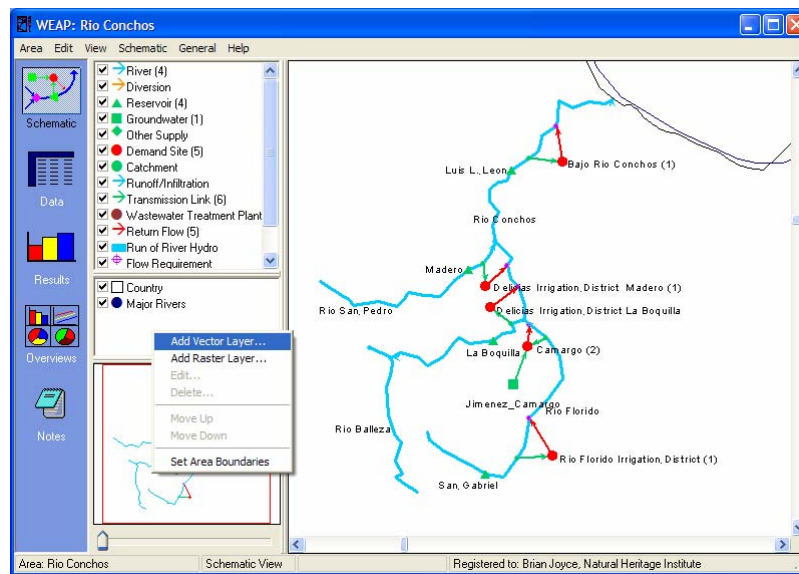 WEAP: Rio Conchos
Area Edit View Schematic General Help
Schematic
Data
Results
Overviews
Notes
River (4)
Diversion
Reservoir (4)
Groundwater (1)
Other Supply
Demand Site (5)
Catchment
Runoff/Infiltration
Transmission Link (6)
Wastewater Treatment Plant
Return Flow (5)
Run of River Hydro
Flow Requirement
Country
Major Rivers
Add Vector Layer...
Add Raster Layer...
Edit...
Delete...
Move Up
Move Down
Set Area Boundaries
Luis L., Leon
Bajo Rio Conchos (1)
Rio Conchos
Madero
Delicias Irrigation, District Madero (1)
Rio San, Pedro
Delicias Irrigation, District La Boquilla
La Boquilla
Camargo (2)
Jimenez_Camargo
Rio Florido
Rio Balleza
Rio Florido Irrigation, District (1)
San, Gabriel
Area: Rio Conchos
Schematic View
Registered to: Brian Joyce, Natural Heritage Institute